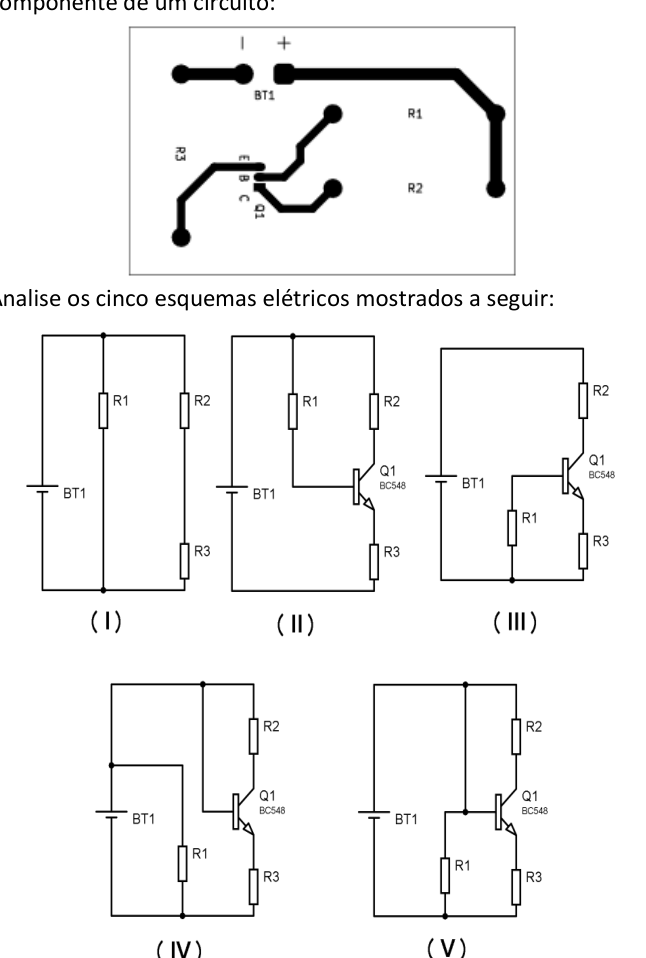 componente de um circuito:
− +
BT1
R1
R3
E
B
C
Q1
R2
Analise os cinco esquemas elétricos mostrados a seguir:
R1 R2
BT1
R3
(I)
R1 R2
Q1
BC548
BT1
R3
(II)
R2
Q1
BC548
BT1
R1
R3
(III)
R2
Q1
BC548
BT1
R1
R3
(IV)
R2
Q1
BC548
BT1
R1
R3
(V)